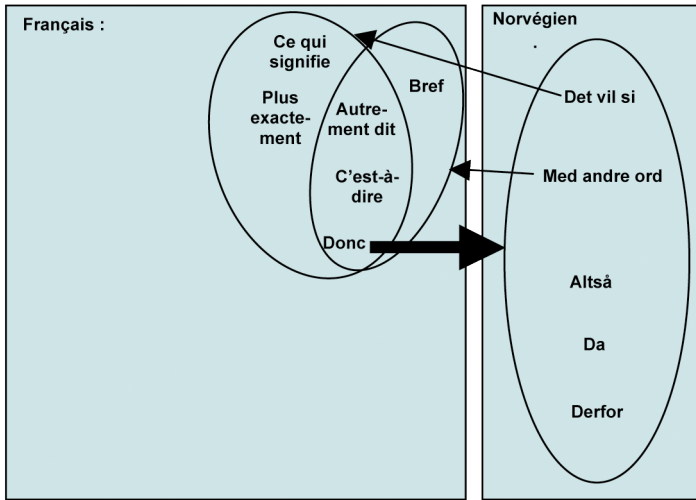 Français :
Norvégien
.
Ce qui
signifie
Plus
exacte-
ment
Autre-
ment dit
Bref
C'est-à-
dire
Donc
Det vil si
Med andre ord
Altså
Da
Derfor